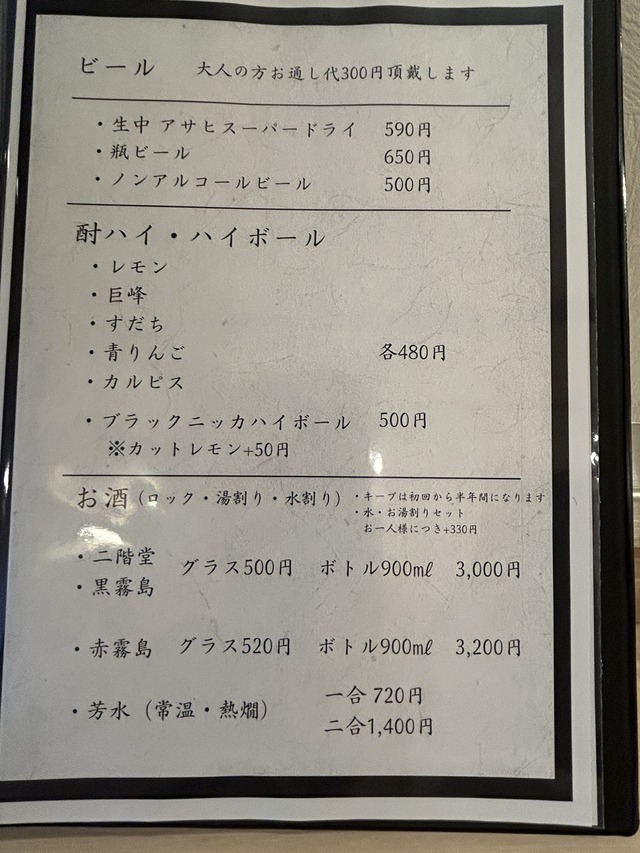 ビール　大人の方お通し代300円頂戴します
・生中 アサヒスーパードライ　590円
・瓶ビール　650円
・ノンアルコールビール　500円
酎ハイ・ハイボール
・レモン
・巨峰
・すだち
・青りんご　各480円
・カルピス
・ブラックニッカハイボール　500円
※カットレモン+50円
お酒(ロック・湯割り・水割り)
・キープは初回から半年間になります
・水・お湯割りセット
お一人様につき+330円
・二階堂
・黒霧島
グラス500円　ボトル900㎖　3,000円
・赤霧島　グラス520円　ボトル900㎖　3,200円
・芳水（常温・熱燗）
一合 720円
二合1,400円